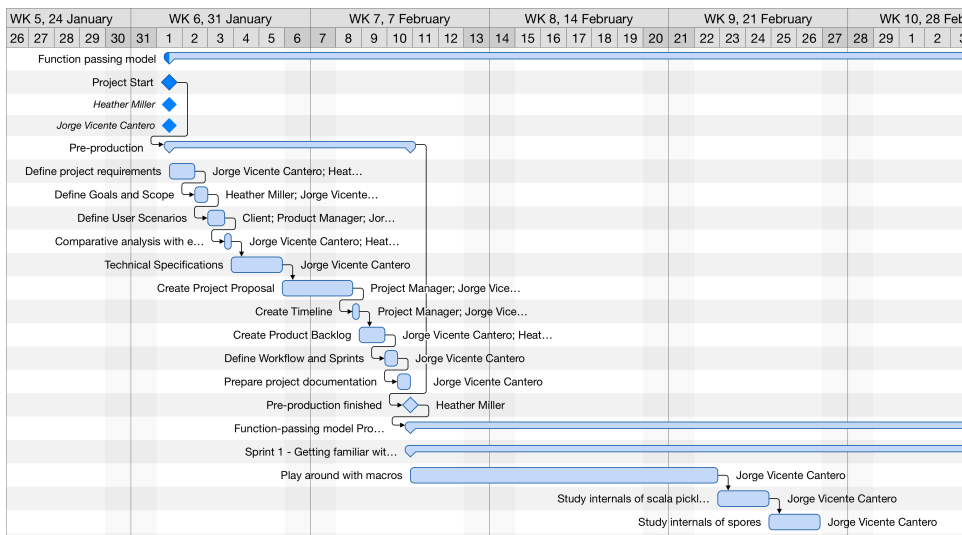 WK 5, 24 January WK 6, 31 January WK 7, 7 February WK 8, 14 February WK 9, 21 February WK 10, 28 Feb
26 27 28 29 30 31 1 2 3 4 5 6 7 8 9 10 11 12 13 14 15 16 17 18 19 20 21 22 23 24 25 26 27 28 29 1 2
Function passing model
Project Start
Heather Miller
Jorge Vicente Cantero
Pre-production
Define project requirements Jorge Vicente Cantero; Heat…
Define Goals and Scope Heather Miller; Jorge Vicente…
Define User Scenarios Client; Product Manager; Jor…
Comparative analysis with e… Jorge Vicente Cantero; Heat…
Technical Specifications Jorge Vicente Cantero
Create Project Proposal Project Manager; Jorge Vice…
Create Timeline Project Manager; Jorge Vice…
Create Product Backlog Jorge Vicente Cantero; Heat…
Define Workflow and Sprints Jorge Vicente Cantero
Prepare project documentation Jorge Vicente Cantero
Pre-production finished Heather Miller
Function-passing model Pro…
Sprint 1 - Getting familiar wit…
Play around with macros Jorge Vicente Cantero
Study internals of scala pickl… Jorge Vicente Cantero
Study internals of spores Jorge Vicente Cantero